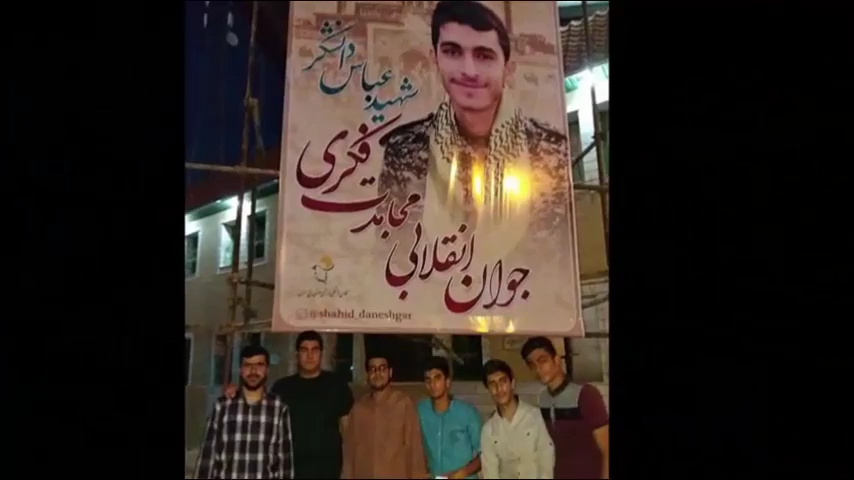 شهید عباس دانشگر
جوان انقلابی
مجاهدت
فکری
@shahid_daneshgar